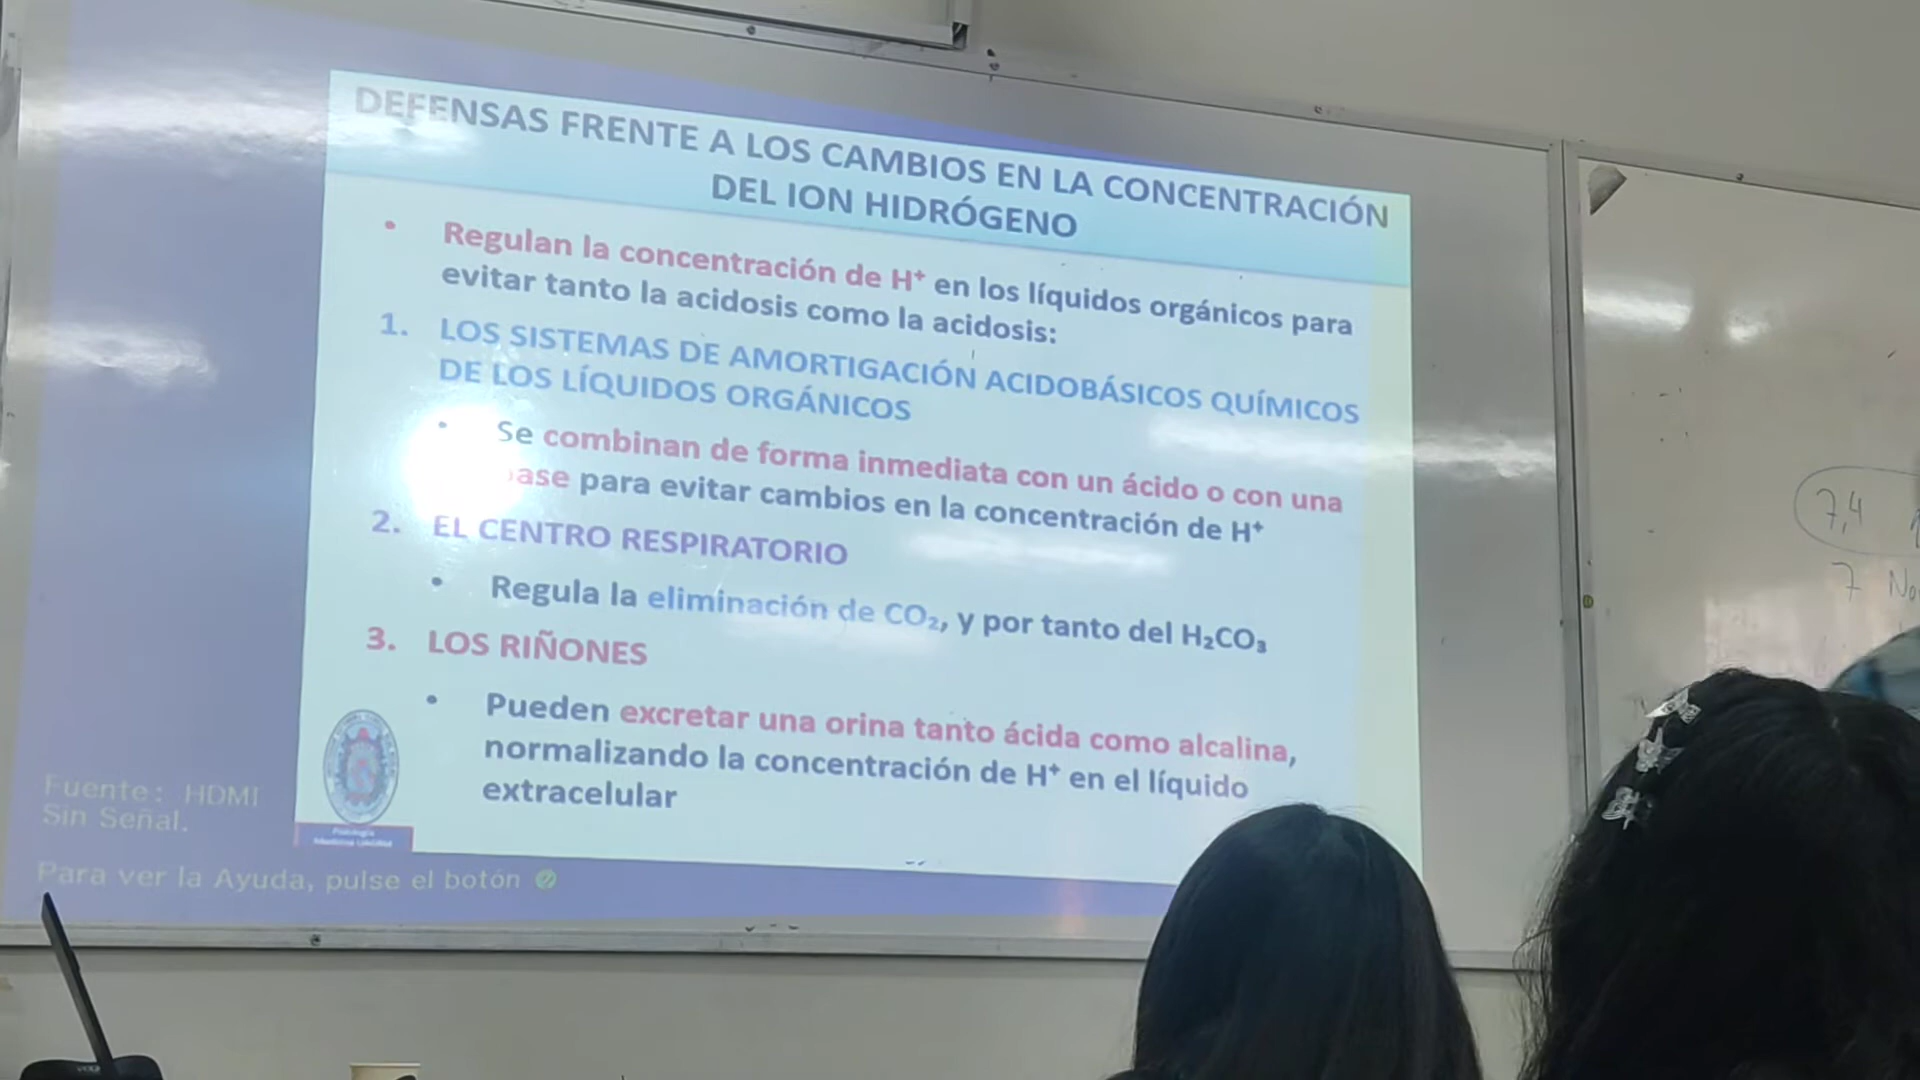 DEFENSAS FRENTE A LOS CAMBIOS EN LA CONCENTRACIÓN
DEL ION HIDRÓGENO
• Regulan la concentración de H⁺ en los líquidos orgánicos para
evitar tanto la acidosis como la acidosis:
1. LOS SISTEMAS DE AMORTIGACIÓN ACIDOBÁSICOS QUÍMICOS
DE LOS LÍQUIDOS ORGÁNICOS
• Se combinan de forma inmediata con un ácido o con una
base para evitar cambios en la concentración de H⁺
2. EL CENTRO RESPIRATORIO
• Regula la eliminación de CO₂, y por tanto del H₂CO₃
3. LOS RIÑONES
• Pueden excretar una orina tanto ácida como alcalina,
normalizando la concentración de H⁺ en el líquido
extracelular
Fuente: HDMI
Sin Señal.
Para ver la Ayuda, pulse el botón
7,4
7